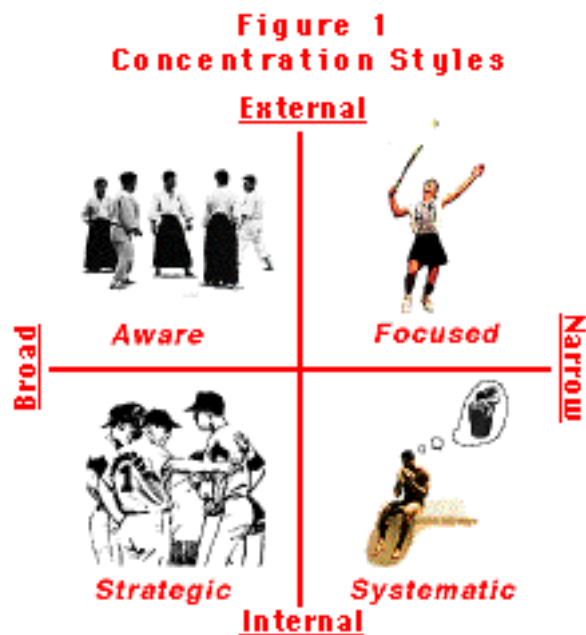 Figure 1
Concentration Styles
External
Aware
Focused
Broad
Narrow
Strategic
Systematic
Internal